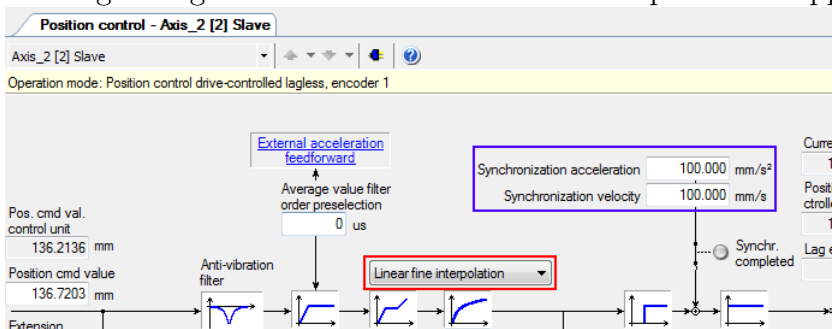 Position control - Axis_2 [2] Slave
Axis_2 [2] Slave
Operation mode: Position control drive-controlled lagless, encoder 1
External acceleration
feedforward
Average value filter
order preselection
0 us
Synchronization acceleration 100.000 mm/s²
Synchronization velocity 100.000 mm/s
Pos. cmd val.
control unit
136.2136 mm
Position cmd value
136.7203 mm
Anti-vibration
filter
Linear fine interpolation
Synchr.
completed
Lag
Extension